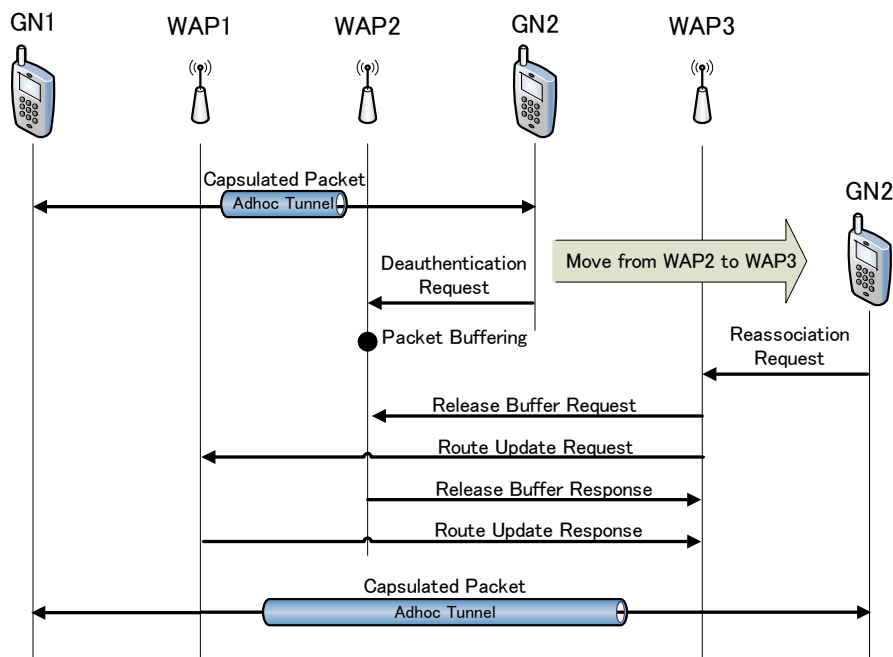 GN1
WAP1
WAP2
GN2
WAP3
Capsulated Packet
Adhoc Tunnel
GN2
Move from WAP2 to WAP3
Deauthentication
Request
Packet Buffering
Reassociation
Request
Release Buffer Request
Route Update Request
Release Buffer Response
Route Update Response
Capsulated Packet
Adhoc Tunnel